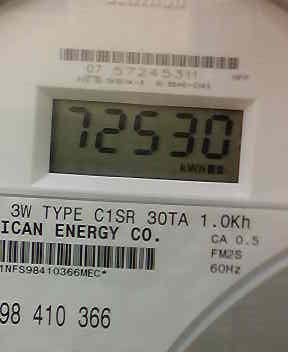 07 57245311
72530
kWh
3W TYPE C1SR 30TA 1.0Kh
ICAN ENERGY CO.
CA 0.5
FM2S
60Hz
1NFS98410366MEC*
98 410 366